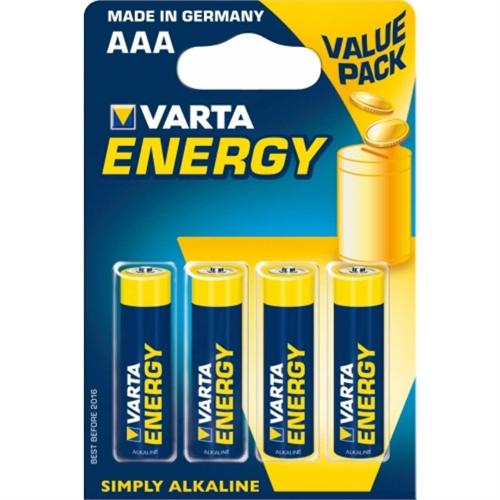 MADE IN GERMANY
AAA
VALUE
PACK
VARTA
ENERGY
VARTA
ENERGY
ALKALINE
VARTA
ENERGY
ALKALINE
VARTA
ENERGY
ALKALINE
VARTA
ENERGY
ALKALINE
BEST BEFORE 2016
SIMPLY ALKALINE